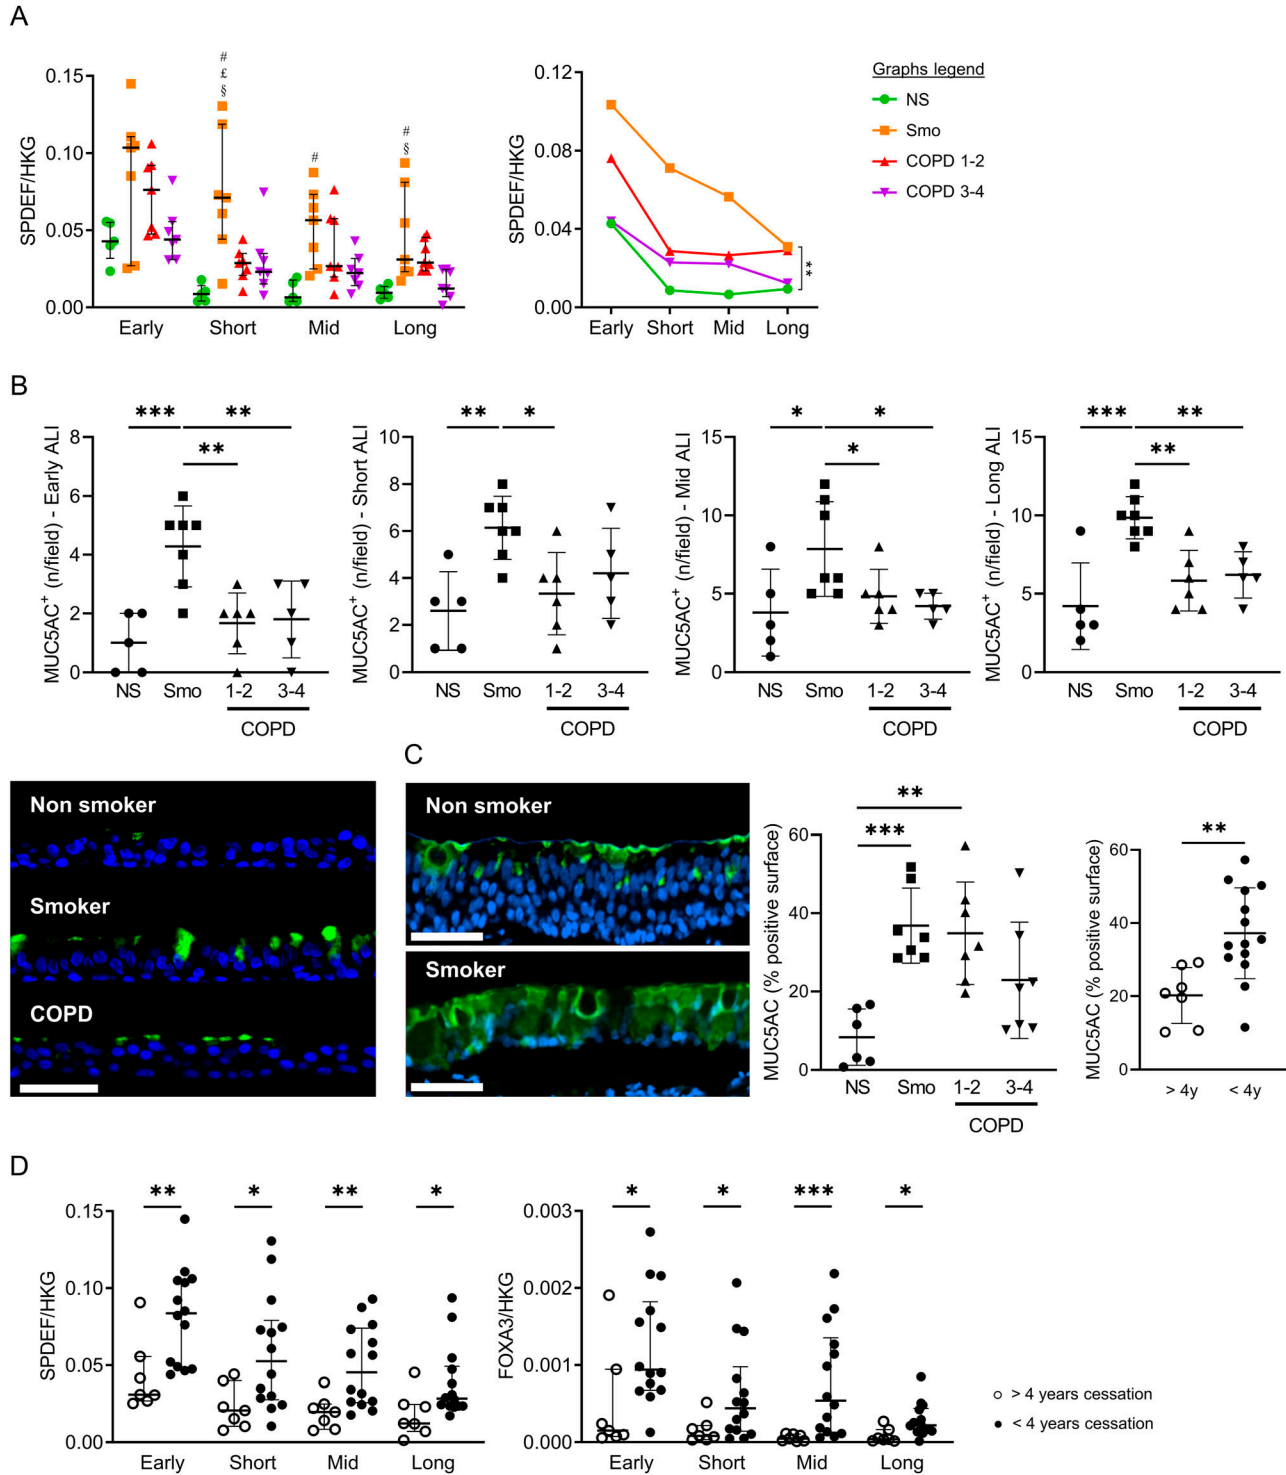 A
SPDEF/HKG
0.15
0.10
0.05
0.00
#
£
§
#
#
§
Early Short Mid Long
SPDEF/HKG
0.12
0.08
0.04
0.00
**
Early Short Mid Long
Graphs legend
NS
Smo
COPD 1-2
COPD 3-4
B
MUC5AC+ (n/field) - Early ALI
*** **
**
8
6
4
2
0
NS Smo 1-2 3-4
COPD
MUC5AC+ (n/field) - Short ALI
** *
10
8
6
4
2
0
NS Smo 1-2 3-4
COPD
MUC5AC+ (n/field) - Mid ALI
* *
*
15
10
5
0
NS Smo 1-2 3-4
COPD
MUC5AC+ (n/field) - Long ALI
*** **
**
15
10
5
0
NS Smo 1-2 3-4
COPD
Non smoker
Smoker
COPD
C
Non smoker
Smoker
MUC5AC (% positive surface)
**
***
60
40
20
0
NS Smo 1-2 3-4
COPD
MUC5AC (% positive surface)
**
60
40
20
0
> 4y < 4y
D
SPDEF/HKG
** * ** *
0.15
0.10
0.05
0.00
Early Short Mid Long
FOXA3/HKG
* * *** *
0.003
0.002
0.001
0.000
Early Short Mid Long
> 4 years cessation
< 4 years cessation